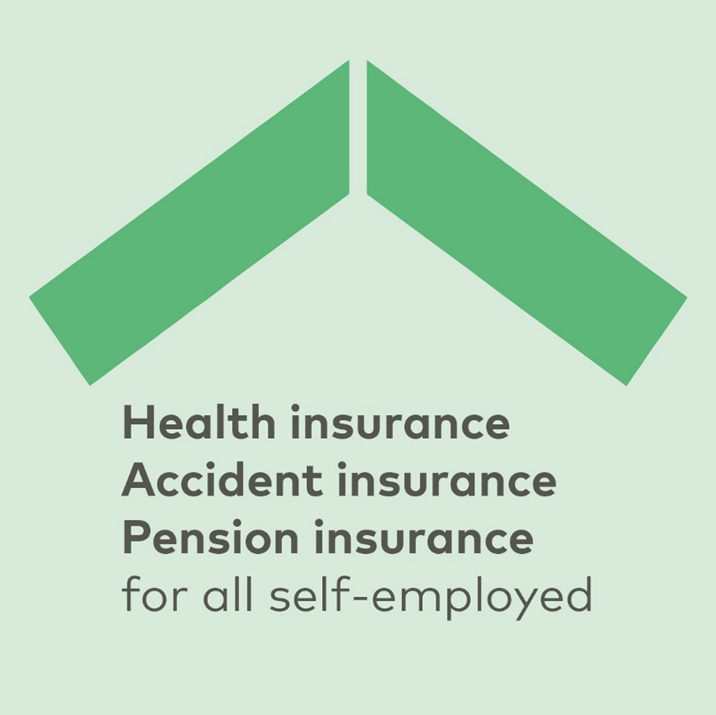 Health insurance
Accident insurance
Pension insurance
for all self-employed